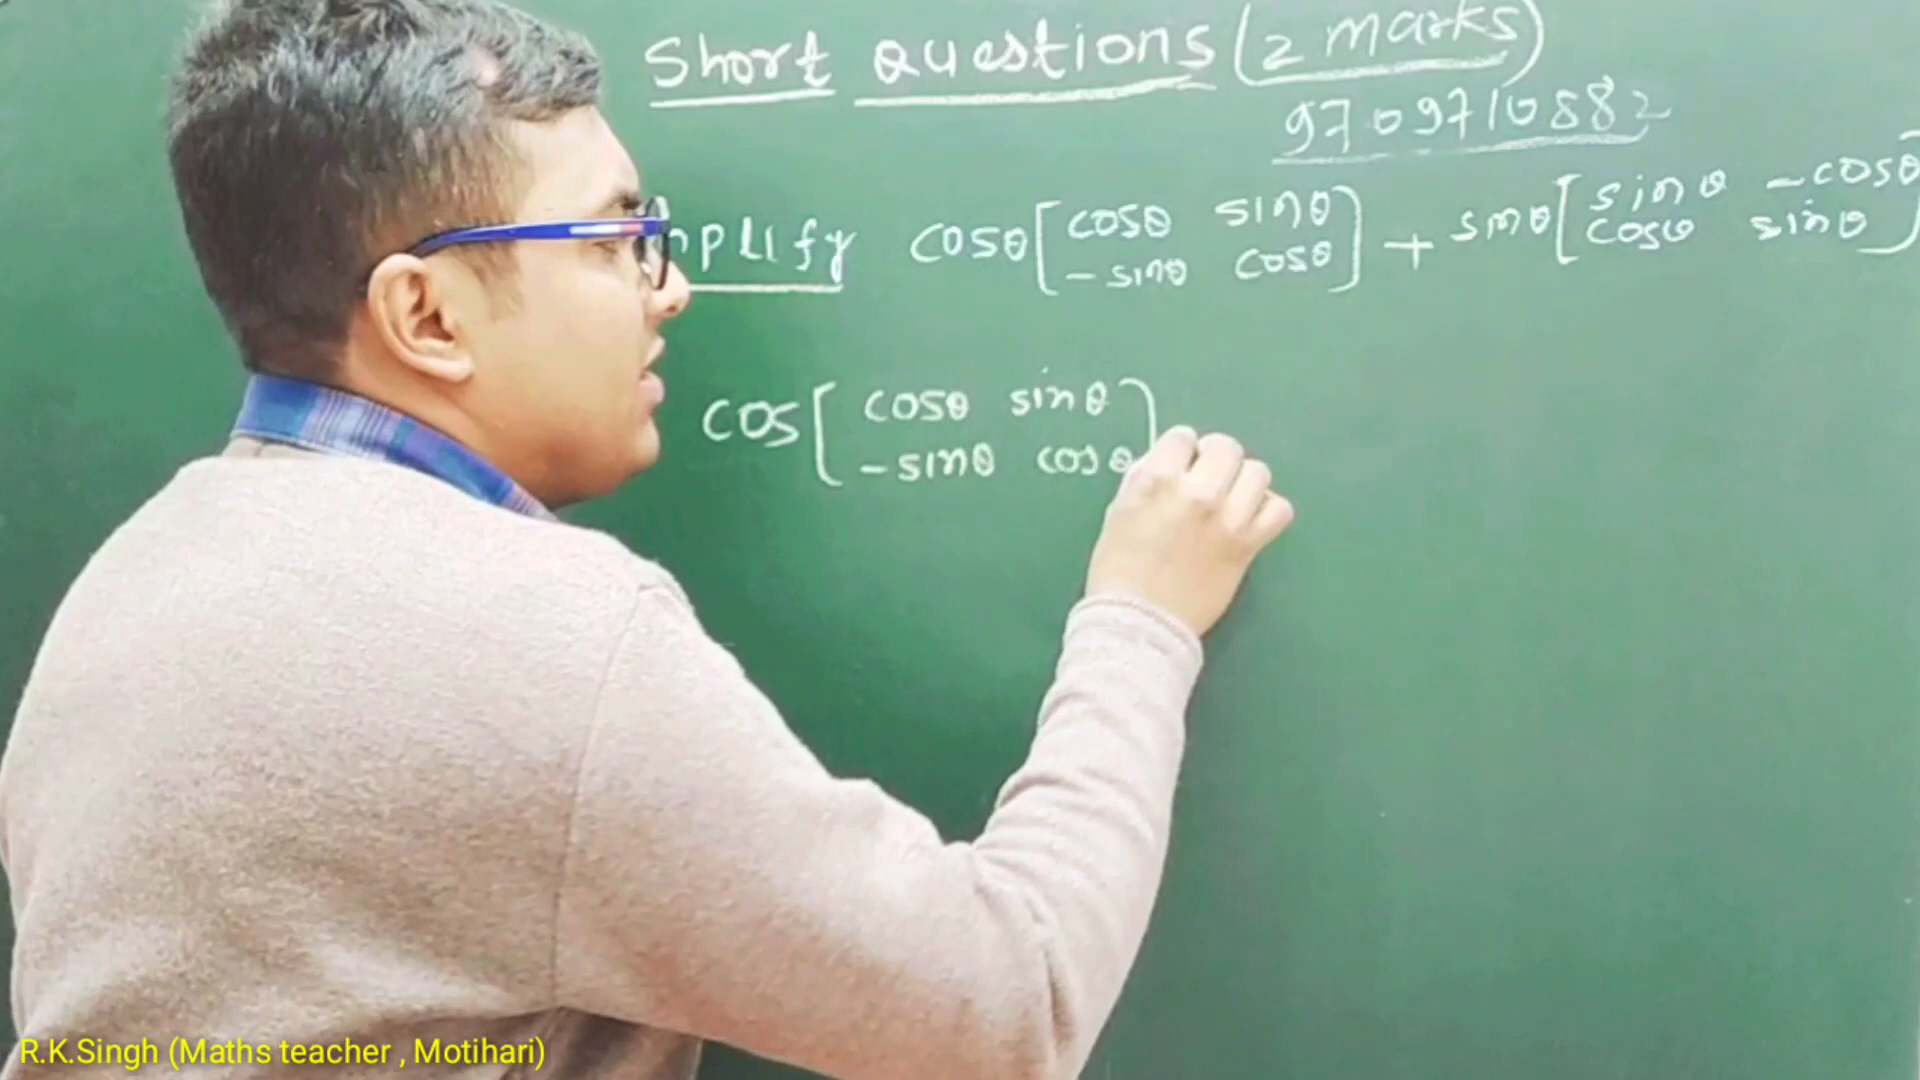 Short Questions (2 marks)
9709710882
cosθ [ cosθ sinθ ] + sinθ [ sinθ -cosθ ]
-sinθ cosθ cosθ sinθ
cos [ cosθ sinθ ]
-sinθ cosθ
R.K.Singh (Maths teacher , Motihari)